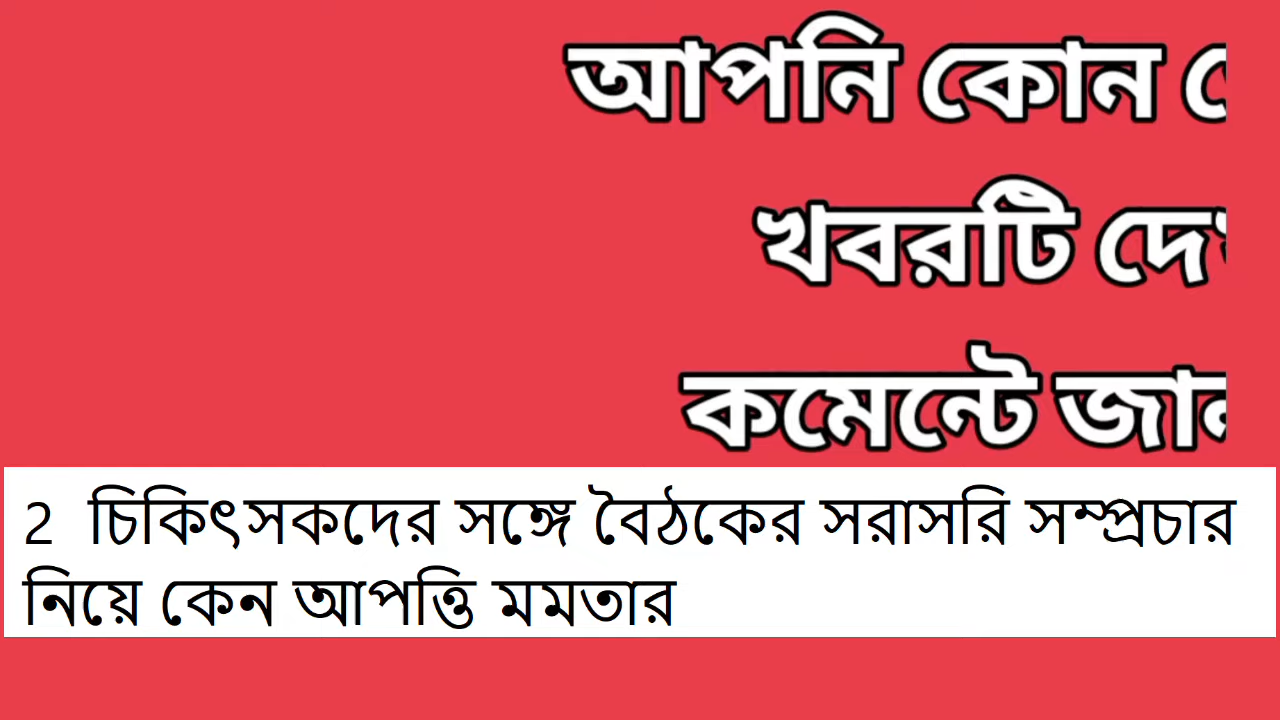 আপনি কোন
খবরটি
কমেন্টে
2 চিকিৎসকদের সঙ্গে বৈঠকের সরাসরি সম্প্রচার
নিয়ে কেন আপত্তি মমতার